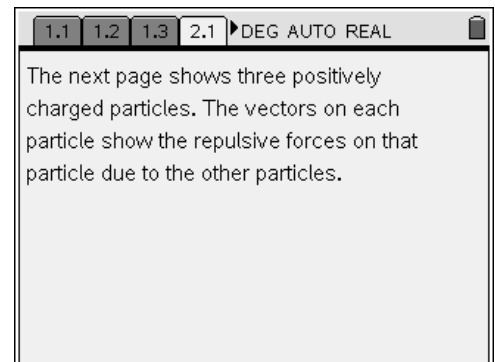 1.1 1.2 1.3 2.1 DEG AUTO REAL
The next page shows three positively
charged particles. The vectors on each
particle show the repulsive forces on that
particle due to the other particles.